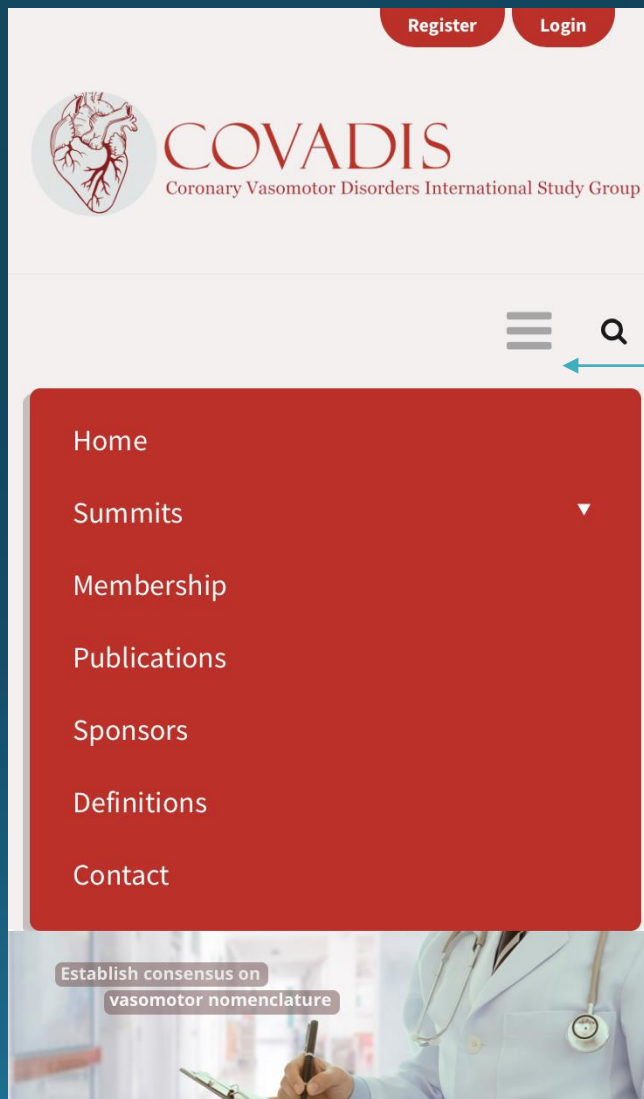 Register Login
COVADIS
Coronary Vasomotor Disorders International Study Group
Home
Summits
Membership
Publications
Sponsors
Definitions
Contact
Establish consensus on
vasomotor nomenclature